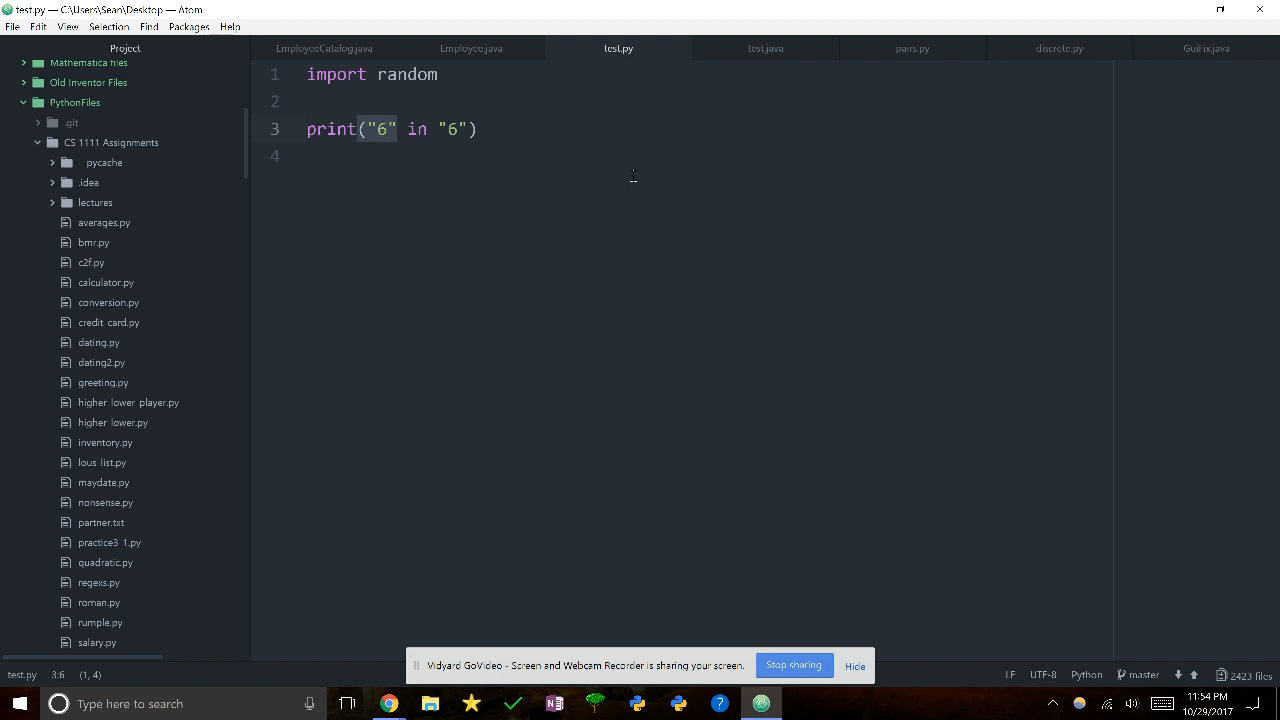 test.py — C:\Users\Sean\Desktop — Atom
File Edit View Selection Find Packages Help
Project
EmployeeCatalog.java
Employee.java
test.py
test.java
pairs.py
discrete.py
GuiFix.java
Mathematica files
Old Inventor Files
PythonFiles
.git
CS 1111 Assignments
pycache
.idea
lectures
averages.py
bmr.py
c2f.py
calculator.py
conversion.py
credit card.py
dating.py
dating2.py
greeting.py
higher lower player.py
higher lower.py
inventory.py
lous list.py
maydate.py
nonsense.py
partner.txt
practice3 1.py
quadratic.py
regexs.py
roman.py
rumple.py
salary.py
1 import random
2
3 print("6" in "6")
4
Vidyard GoVideo - Screen and Webcam Recorder is sharing your screen. Stop sharing Hide
test.py 3:6 (1, 4) LF UTF-8 Python master 2423 files
Type here to search
11:54 PM
10/29/2017